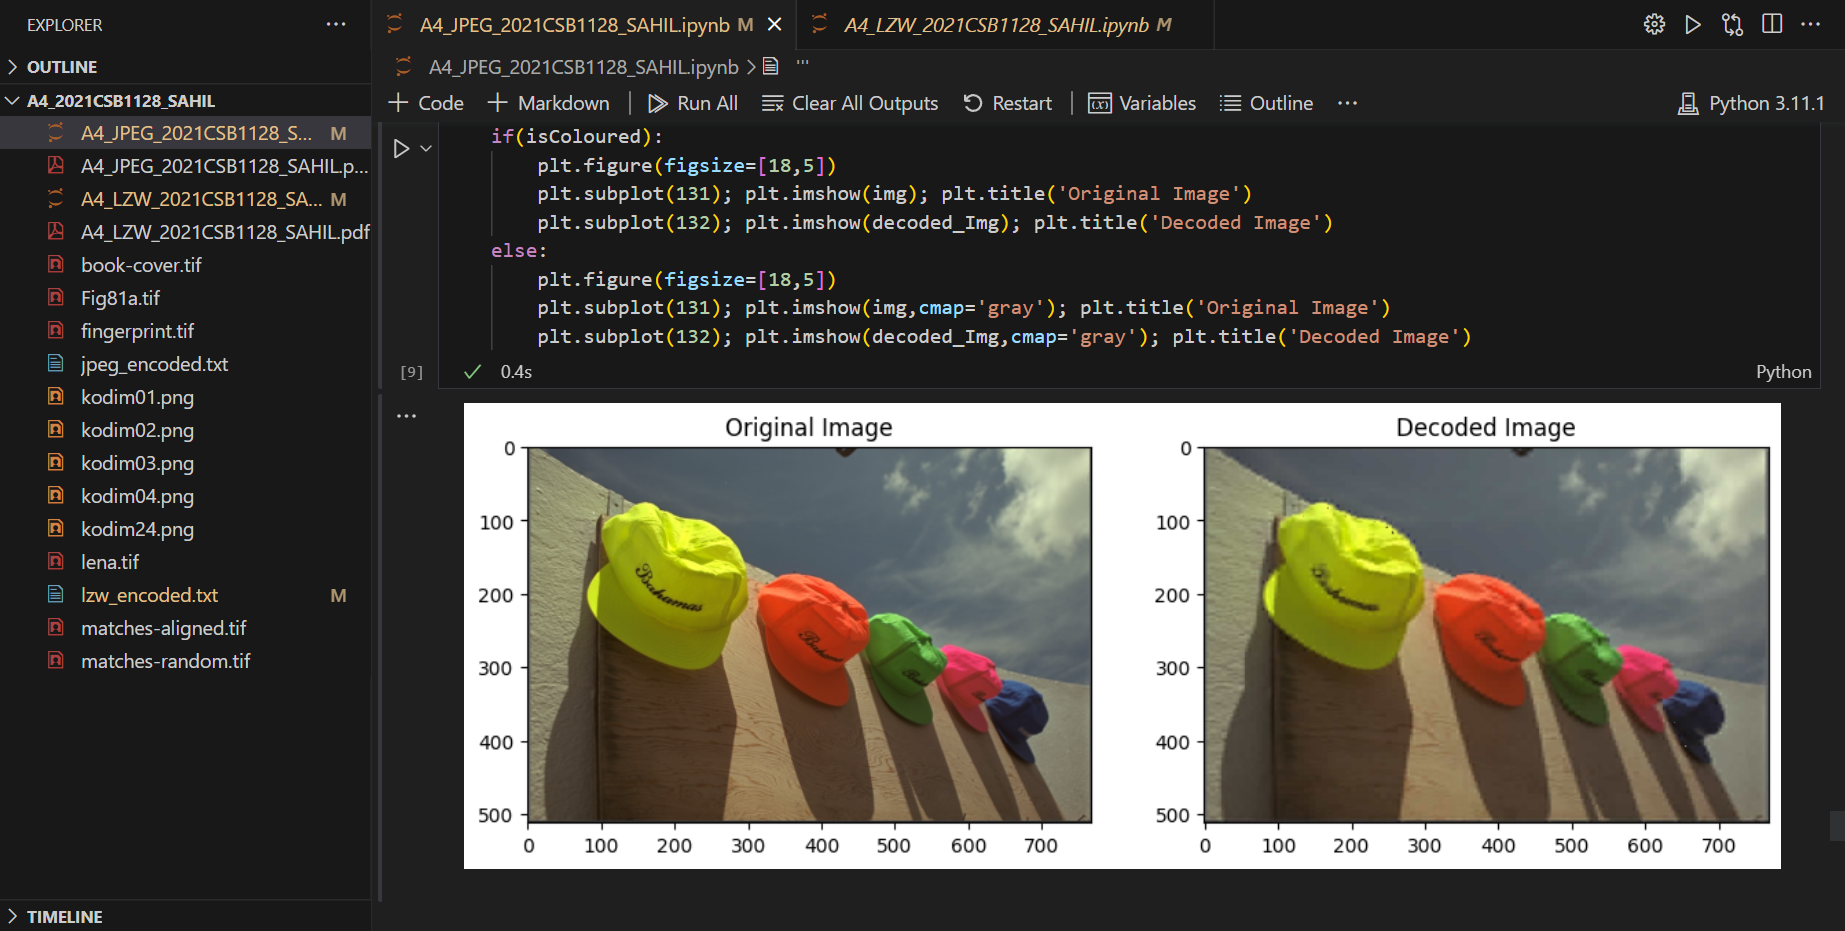 EXPLORER
OUTLINE
A4_2021CSB1128_SAHIL
A4_JPEG_2021CSB1128_S... M
A4_JPEG_2021CSB1128_SAHIL.p...
A4_LZW_2021CSB1128_SA... M
A4_LZW_2021CSB1128_SAHIL.pdf
book-cover.tif
Fig81a.tif
fingerprint.tif
jpeg_encoded.txt
kodim01.png
kodim02.png
kodim03.png
kodim04.png
kodim24.png
lena.tif
lzw_encoded.txt M
matches-aligned.tif
matches-random.tif
TIMELINE
A4_JPEG_2021CSB1128_SAHIL.ipynb M
A4_LZW_2021CSB1128_SAHIL.ipynb M
A4_JPEG_2021CSB1128_SAHIL.ipynb > '''
+ Code + Markdown | Run All Clear All Outputs Restart | Variables Outline ... Python 3.11.1
if(isColoured):
plt.figure(figsize=[18,5])
plt.subplot(131); plt.imshow(img); plt.title('Original Image')
plt.subplot(132); plt.imshow(decoded_Img); plt.title('Decoded Image')
else:
plt.figure(figsize=[18,5])
plt.subplot(131); plt.imshow(img,cmap='gray'); plt.title('Original Image')
plt.subplot(132); plt.imshow(decoded_Img,cmap='gray'); plt.title('Decoded Image')
[9] 0.4s Python
Original Image
0
100
200
300
400
500
0 100 200 300 400 500 600 700
Bahamas
Decoded Image
0
100
200
300
400
500
0 100 200 300 400 500 600 700
Bahamas